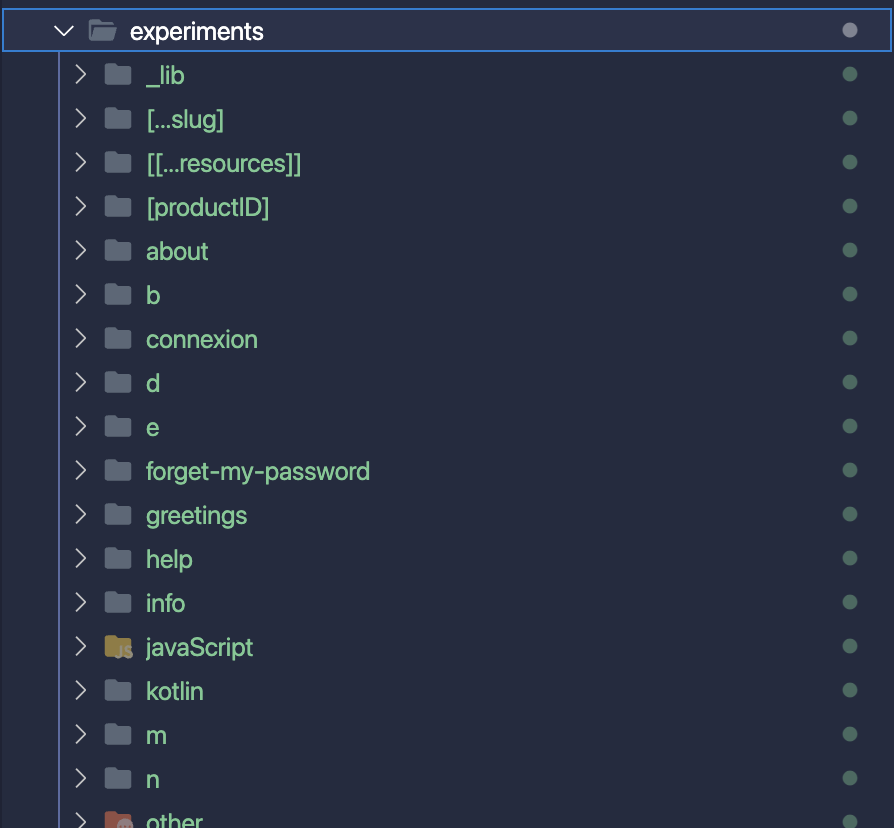 experiments
_lib
[...slug]
[[...resources]]
[productID]
about
b
connexion
d
e
forget-my-password
greetings
help
info
JS
javaScript
kotlin
m
n
other